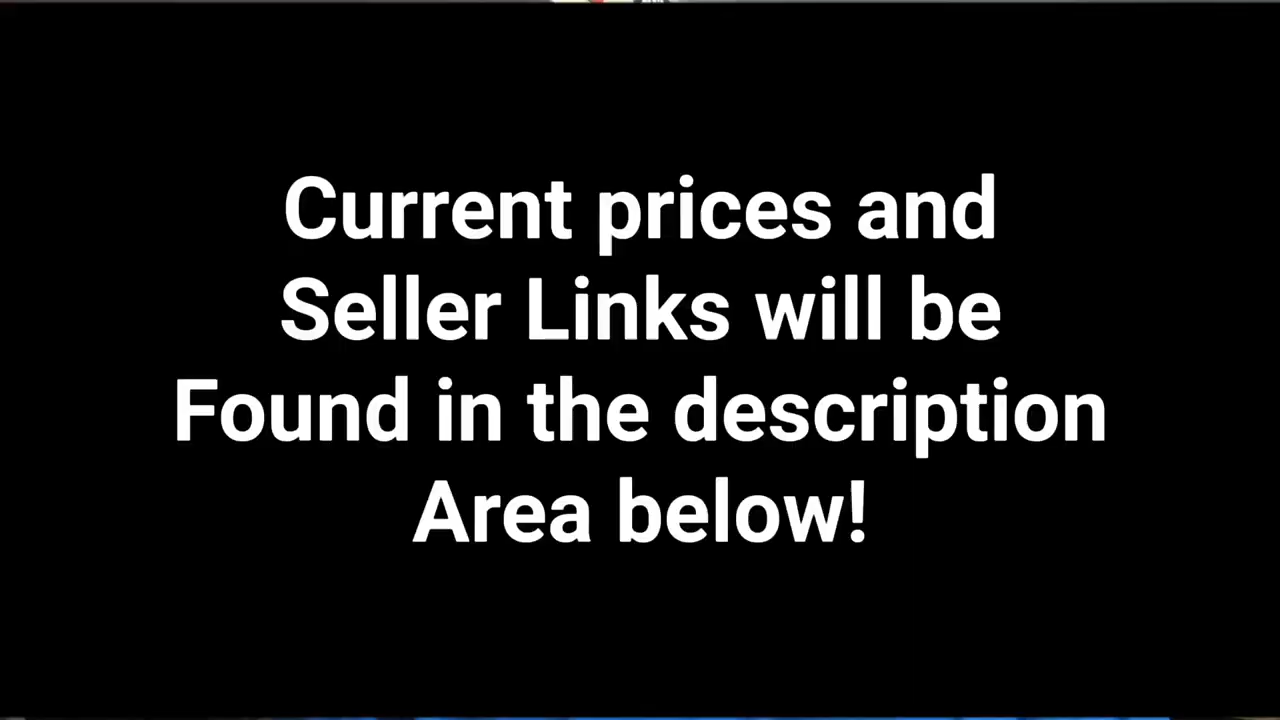 Current prices and
Seller Links will be
Found in the description
Area below!